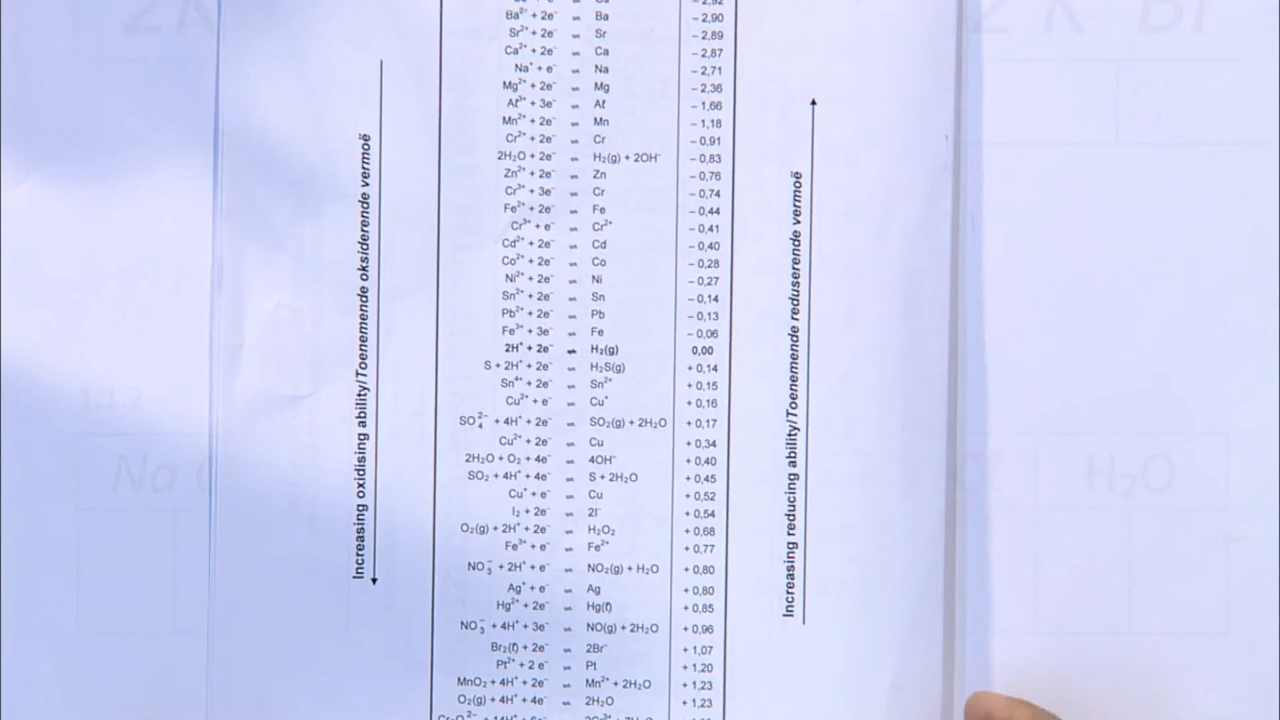 Ba²⁺ + 2e⁻ ⇌ Ba − 2,90
Sr²⁺ + 2e⁻ ⇌ Sr − 2,89
Ca²⁺ + 2e⁻ ⇌ Ca − 2,87
Na⁺ + e⁻ ⇌ Na − 2,71
Mg²⁺ + 2e⁻ ⇌ Mg − 2,36
Aℓ³⁺ + 3e⁻ ⇌ Aℓ − 1,66
Mn²⁺ + 2e⁻ ⇌ Mn − 1,18
Cr²⁺ + 2e⁻ ⇌ Cr − 0,91
2H₂O + 2e⁻ ⇌ H₂(g) + 2OH⁻ − 0,83
Zn²⁺ + 2e⁻ ⇌ Zn − 0,76
Cr³⁺ + 3e⁻ ⇌ Cr − 0,74
Fe²⁺ + 2e⁻ ⇌ Fe − 0,44
Cr³⁺ + e⁻ ⇌ Cr²⁺ − 0,41
Cd²⁺ + 2e⁻ ⇌ Cd − 0,40
Co²⁺ + 2e⁻ ⇌ Co − 0,28
Ni²⁺ + 2e⁻ ⇌ Ni − 0,27
Sn²⁺ + 2e⁻ ⇌ Sn − 0,14
Pb²⁺ + 2e⁻ ⇌ Pb − 0,13
Fe³⁺ + 3e⁻ ⇌ Fe − 0,06
2H⁺ + 2e⁻ ⇌ H₂(g) 0,00
S + 2H⁺ + 2e⁻ ⇌ H₂S(g) + 0,14
Sn⁴⁺ + 2e⁻ ⇌ Sn²⁺ + 0,15
Cu²⁺ + e⁻ ⇌ Cu⁺ + 0,16
SO₄²⁻ + 4H⁺ + 2e⁻ ⇌ SO₂(g) + 2H₂O + 0,17
Cu²⁺ + 2e⁻ ⇌ Cu + 0,34
2H₂O + O₂ + 4e⁻ ⇌ 4OH⁻ + 0,40
SO₂ + 4H⁺ + 4e⁻ ⇌ S + 2H₂O + 0,45
Cu⁺ + e⁻ ⇌ Cu + 0,52
I₂ + 2e⁻ ⇌ 2I⁻ + 0,54
O₂(g) + 2H⁺ + 2e⁻ ⇌ H₂O₂ + 0,68
Fe³⁺ + e⁻ ⇌ Fe²⁺ + 0,77
NO₃⁻ + 2H⁺ + e⁻ ⇌ NO₂(g) + H₂O + 0,80
Ag⁺ + e⁻ ⇌ Ag + 0,80
Hg²⁺ + 2e⁻ ⇌ Hg(ℓ) + 0,85
NO₃⁻ + 4H⁺ + 3e⁻ ⇌ NO(g) + 2H₂O + 0,96
Br₂(ℓ) + 2e⁻ ⇌ 2Br⁻ + 1,07
Pt²⁺ + 2 e⁻ ⇌ Pt + 1,20
MnO₂ + 4H⁺ + 2e⁻ ⇌ Mn²⁺ + 2H₂O + 1,23
O₂(g) + 4H⁺ + 4e⁻ ⇌ 2H₂O + 1,23
Increasing oxidising ability/Toenemende oksiderende vermoë
Increasing reducing ability/Toenemende reduserende vermoë
2K Br
1.1.2
Na
H₂O